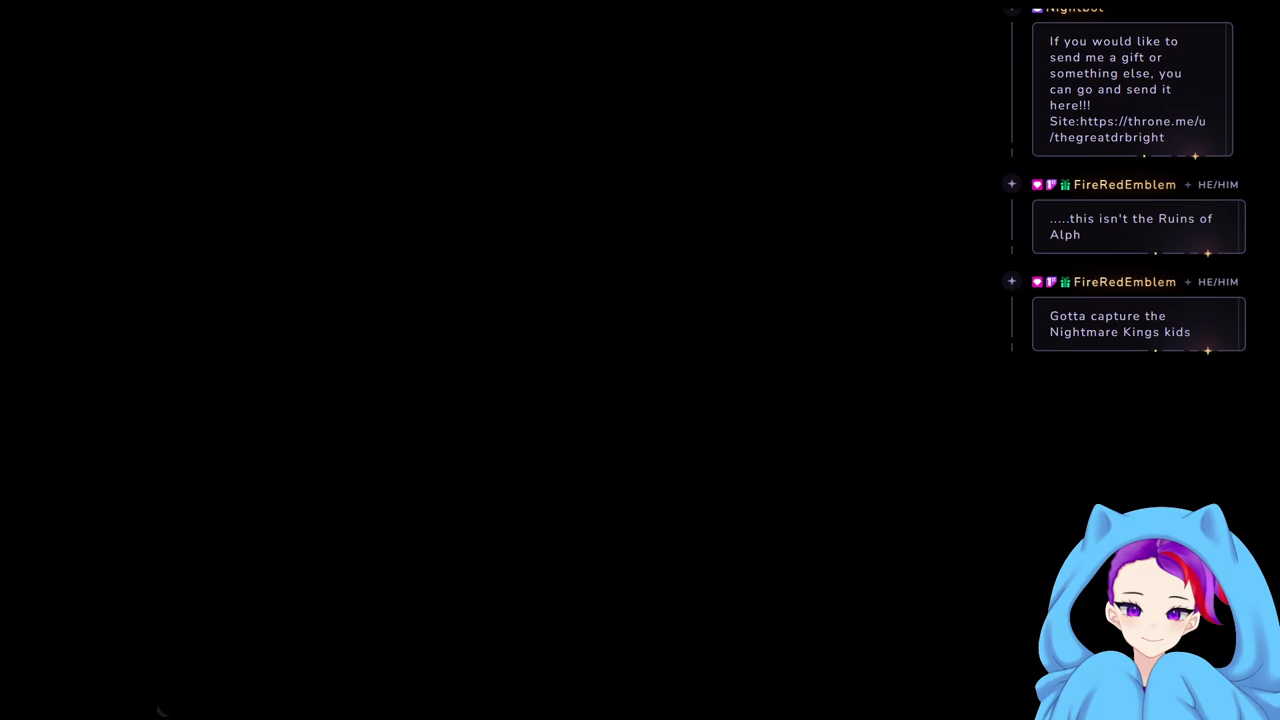 Nightbot
If you would like to
send me a gift or
something else, you
can go and send it
here!!!
Site:https://throne.me/u
/thegreatdrbright
FireRedEmblem HE/HIM
.....this isn't the Ruins of
Alph
FireRedEmblem HE/HIM
Gotta capture the
Nightmare Kings kids